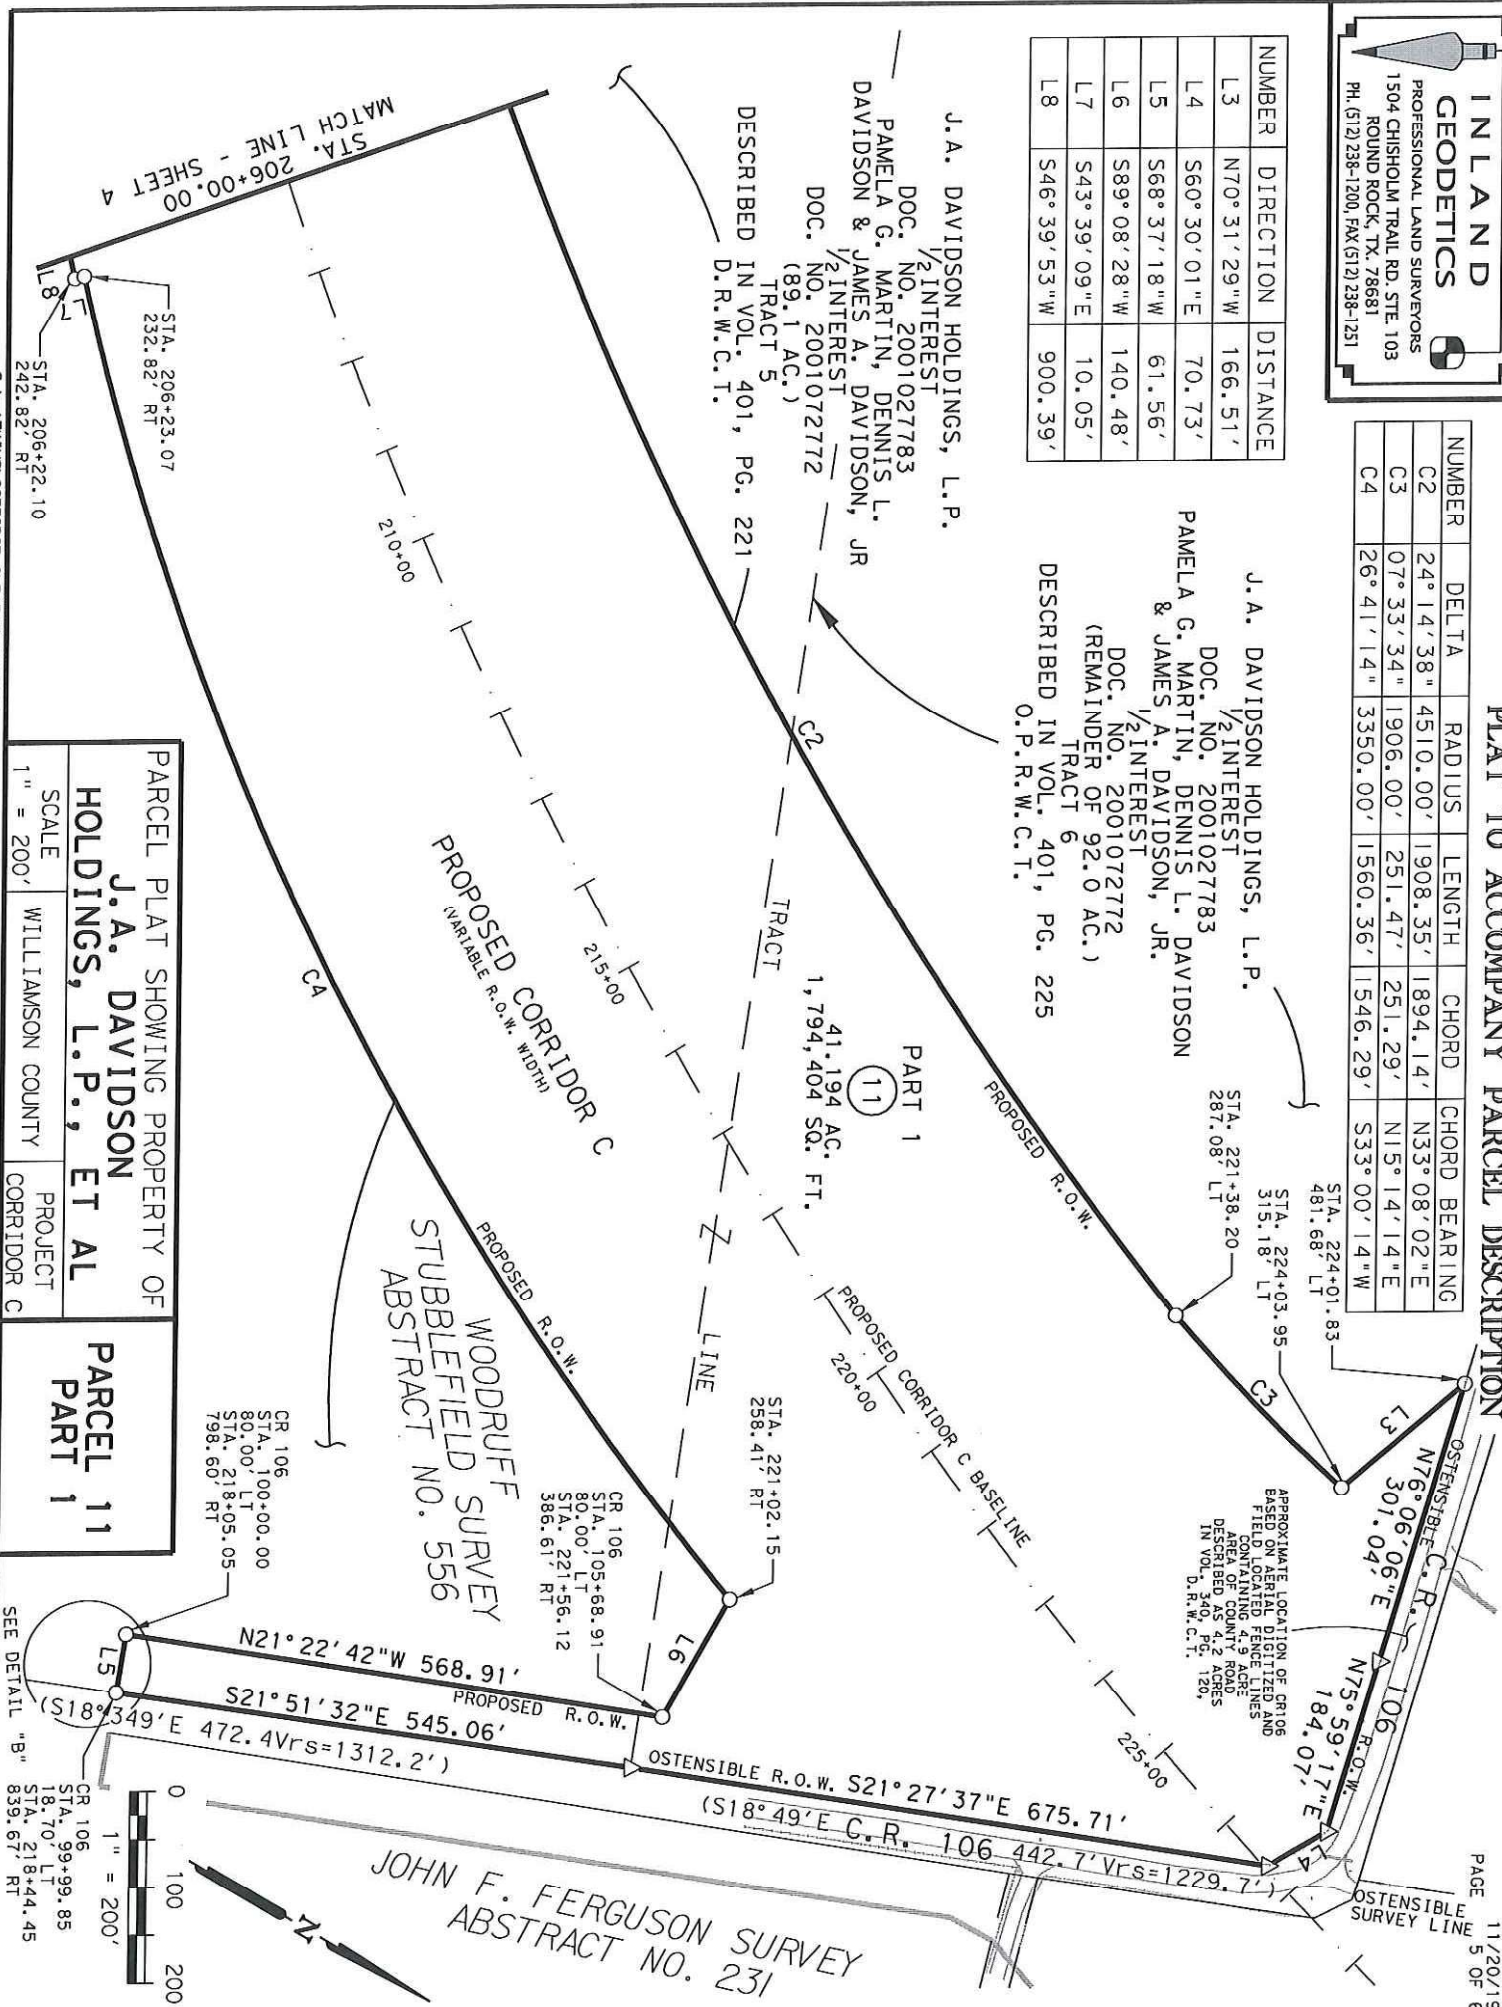 11/20/19
PAGE 5 OF 6
PLAT TO ACCOMPANY PARCEL DESCRIPTION
INLAND
GEODETICS
PROFESSIONAL LAND SURVEYORS
1504 CHISHOLM TRAIL RD. STE. 103
ROUND ROCK, TX. 78681
PH. (512) 238-1200, FAX (512) 238-1251
NUMBER DELTA RADIUS LENGTH CHORD CHORD BEARING
C2 24°14'38" 4510.00' 1908.35' 1894.14' N33°08'02"E
C3 07°33'34" 1906.00' 251.47' 251.29' N15°14'14"E
C4 26°41'14" 3350.00' 1560.36' 1546.29' S33°00'14"W
NUMBER DIRECTION DISTANCE
L3 N70°31'29"W 166.51'
L4 S60°30'01"E 70.73'
L5 S68°37'18"W 61.56'
L6 S89°08'28"W 140.48'
L7 S43°39'09"E 10.05'
L8 S46°39'53"W 900.39'
J.A. DAVIDSON HOLDINGS, L.P.
1/2 INTEREST
DOC. NO. 2001027783
PAMELA G. MARTIN, DENNIS L. DAVIDSON
& JAMES A. DAVIDSON, JR.
1/2 INTEREST
DOC. NO. 2001072772
(REMAINDER OF 92.0 AC.)
TRACT 6
DESCRIBED IN VOL. 401, PG. 225
O.P.R.W.C.T.
J.A. DAVIDSON HOLDINGS, L.P.
1/2 INTEREST
DOC. NO. 2001027783
PAMELA G. MARTIN, DENNIS L.
DAVIDSON & JAMES A. DAVIDSON, JR
1/2 INTEREST
DOC. NO. 2001072772
(89.1 AC.)
TRACT 5
DESCRIBED IN VOL. 401, PG. 221
D.R.W.C.T.
STA. 224+01.83
481.68' LT
STA. 224+03.95
315.18' LT
STA. 221+38.20
287.08' LT
L3
C3
C2
PROPOSED R.O.W.
OSTENSIBLE C.R. 106 R.O.W.
N76°06'06"E
301.04'
N75°59'17"E
184.07'
L4
OSTENSIBLE
SURVEY LINE
APPROXIMATE LOCATION OF CR106
BASED ON AERIAL DIGITIZED AND
FIELD LOCATED FENCE LINES
CONTAINING 4.9 ACRE
AREA OF COUNTY ROAD
DESCRIBED AS 4.2 ACRES
IN VOL. 340, PG. 120,
D.R.W.C.T.
PART 1
11
41.194 AC.
1,794,404 SQ. FT.
TRACT LINE
PROPOSED CORRIDOR C BASELINE
210+00
215+00
220+00
225+00
PROPOSED CORRIDOR C
(VARIABLE R.O.W. WIDTH)
MATCH LINE - SHEET 4
STA. 206+00.00
L8
L7
STA. 206+23.07
232.82' RT
STA. 206+22.10
242.82' RT
C4
PROPOSED R.O.W.
WOODRUFF
STUBBLEFIELD SURVEY
ABSTRACT NO. 556
STA. 221+02.15
258.41' RT
L6
CR 106
STA. 105+68.91
80.00' LT
STA. 221+56.12
386.61' RT
CR 106
STA. 100+00.00
80.00' LT
STA. 218+05.05
798.60' RT
N21°22'42"W 568.91'
PROPOSED R.O.W.
S21°51'32"E 545.06'
(S18°349'E 472.4Vrs=1312.2')
OSTENSIBLE R.O.W. S21°27'37"E 675.71'
(S18°49'E C.R. 106 442.7'Vrs=1229.7')
L5
SEE DETAIL "B"
CR 106
STA. 99+99.85
18.70' LT
STA. 218+44.45
839.67' RT
JOHN F. FERGUSON SURVEY
ABSTRACT NO. 231
0 100 200
1" = 200'
N
PARCEL PLAT SHOWING PROPERTY OF
J.A. DAVIDSON
HOLDINGS, L.P., ET AL
SCALE
1" = 200'
WILLIAMSON COUNTY
PROJECT
CORRIDOR C
PARCEL 11
PART 1